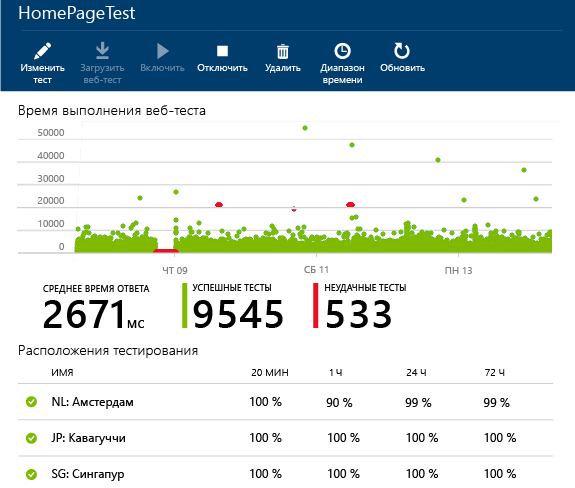 HomePageTest
Изменить тест
Загрузить веб-тест
Включить
Отключить
Удалить
Диапазон времени
Обновить
Время выполнения веб-теста
50000
40000
30000
20000
10000
0
ЧТ 09 СБ 11 ПН 13
СРЕДНЕЕ ВРЕМЯ ОТВЕТА УСПЕШНЫЕ ТЕСТЫ НЕУДАЧНЫЕ ТЕСТЫ
2671мс 9545 533
Расположения тестирования
ИМЯ 20 МИН 1 Ч 24 Ч 72 Ч
NL: Амстердам 100 % 90 % 99 % 99 %
JP: Кавагуччи 100 % 100 % 100 % 100 %
SG: Сингапур 100 % 100 % 100 % 100 %